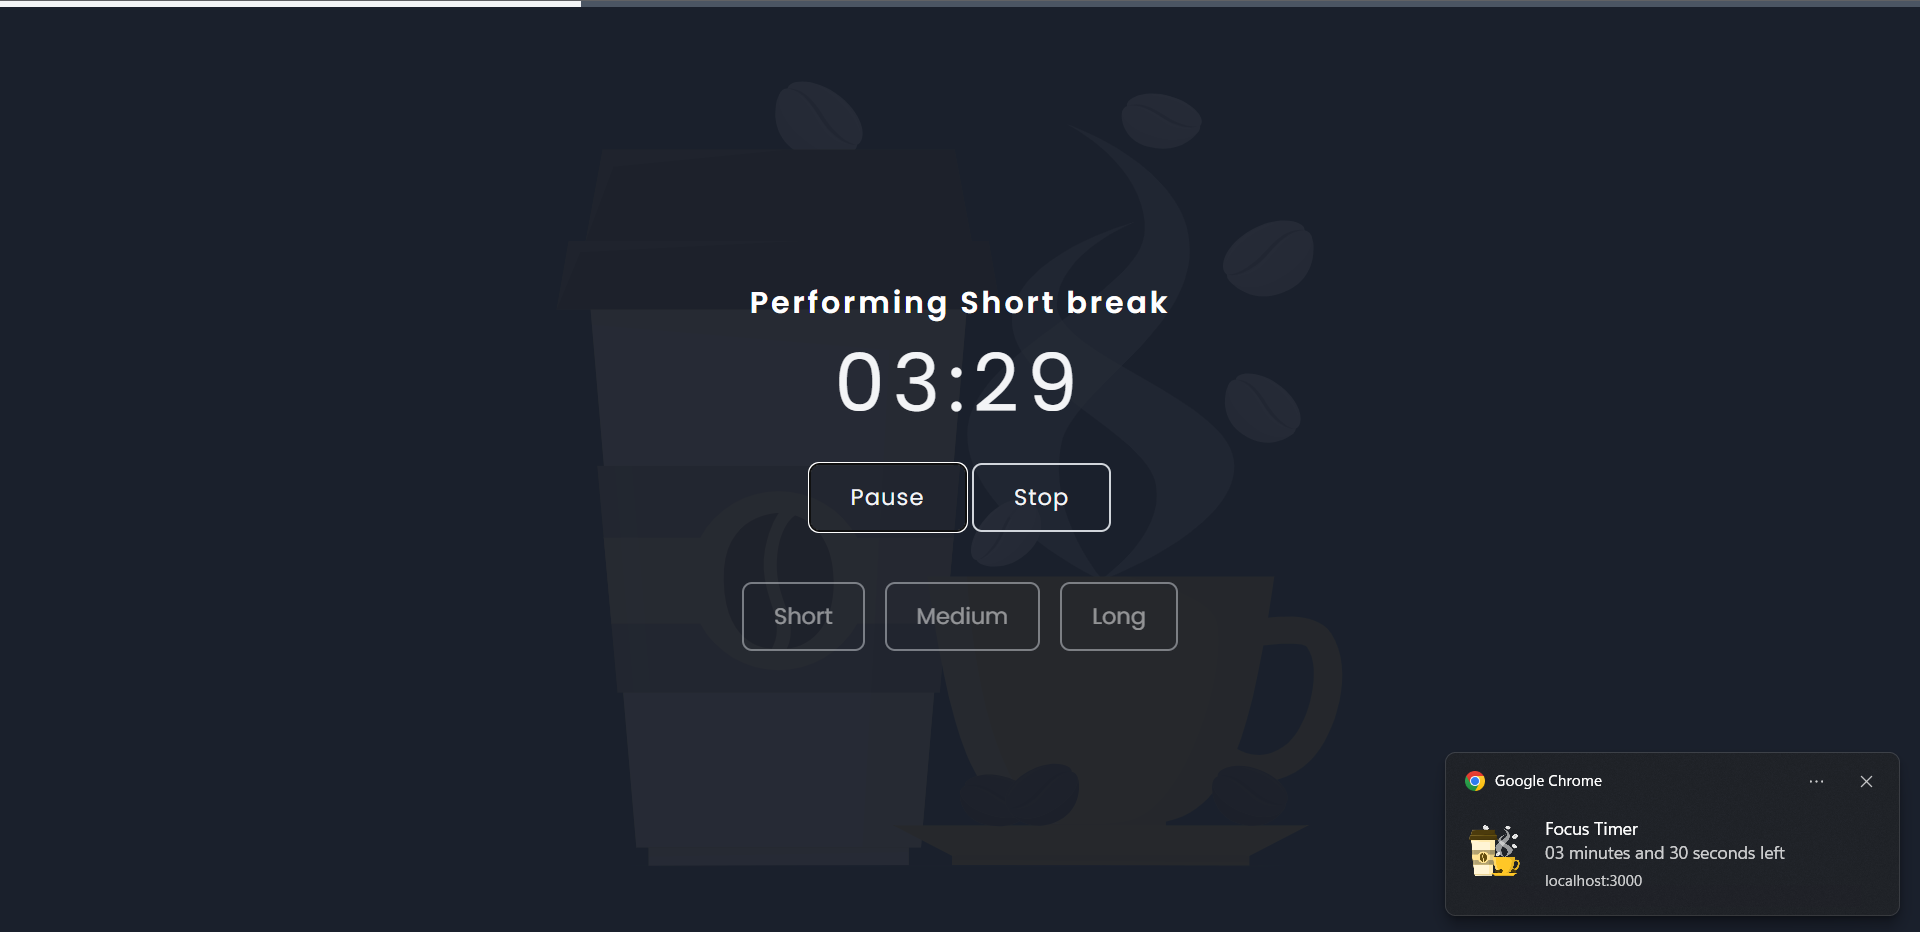 Performing Short break
03:29
Pause Stop
Short Medium Long
Google Chrome
Focus Timer
03 minutes and 30 seconds left
localhost:3000